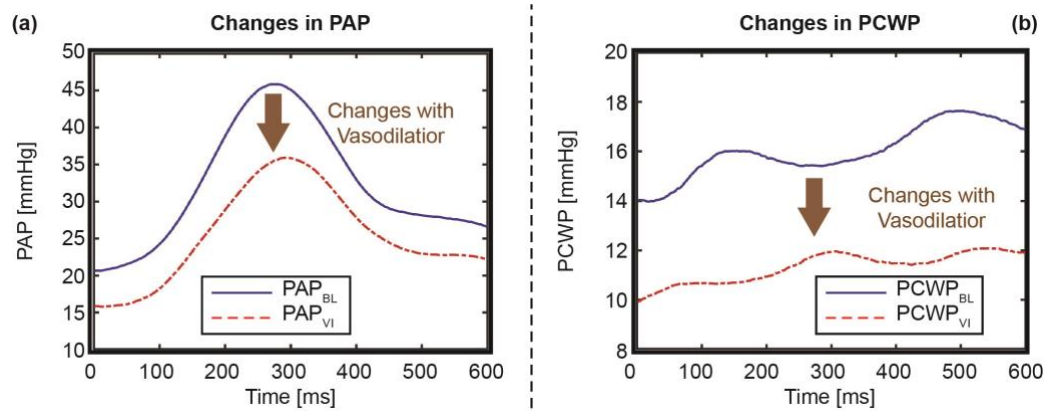 (a)
Changes in PAP
50
45
40
35
30
25
20
15
10
PAP [mmHg]
Changes with
Vasodilatior
PAP_BL
PAP_VI
0 100 200 300 400 500 600
Time [ms]
Changes in PCWP
(b)
20
18
16
14
12
10
8
PCWP [mmHg]
Changes with
Vasodilatior
PCWP_BL
PCWP_VI
0 100 200 300 400 500 600
Time [ms]